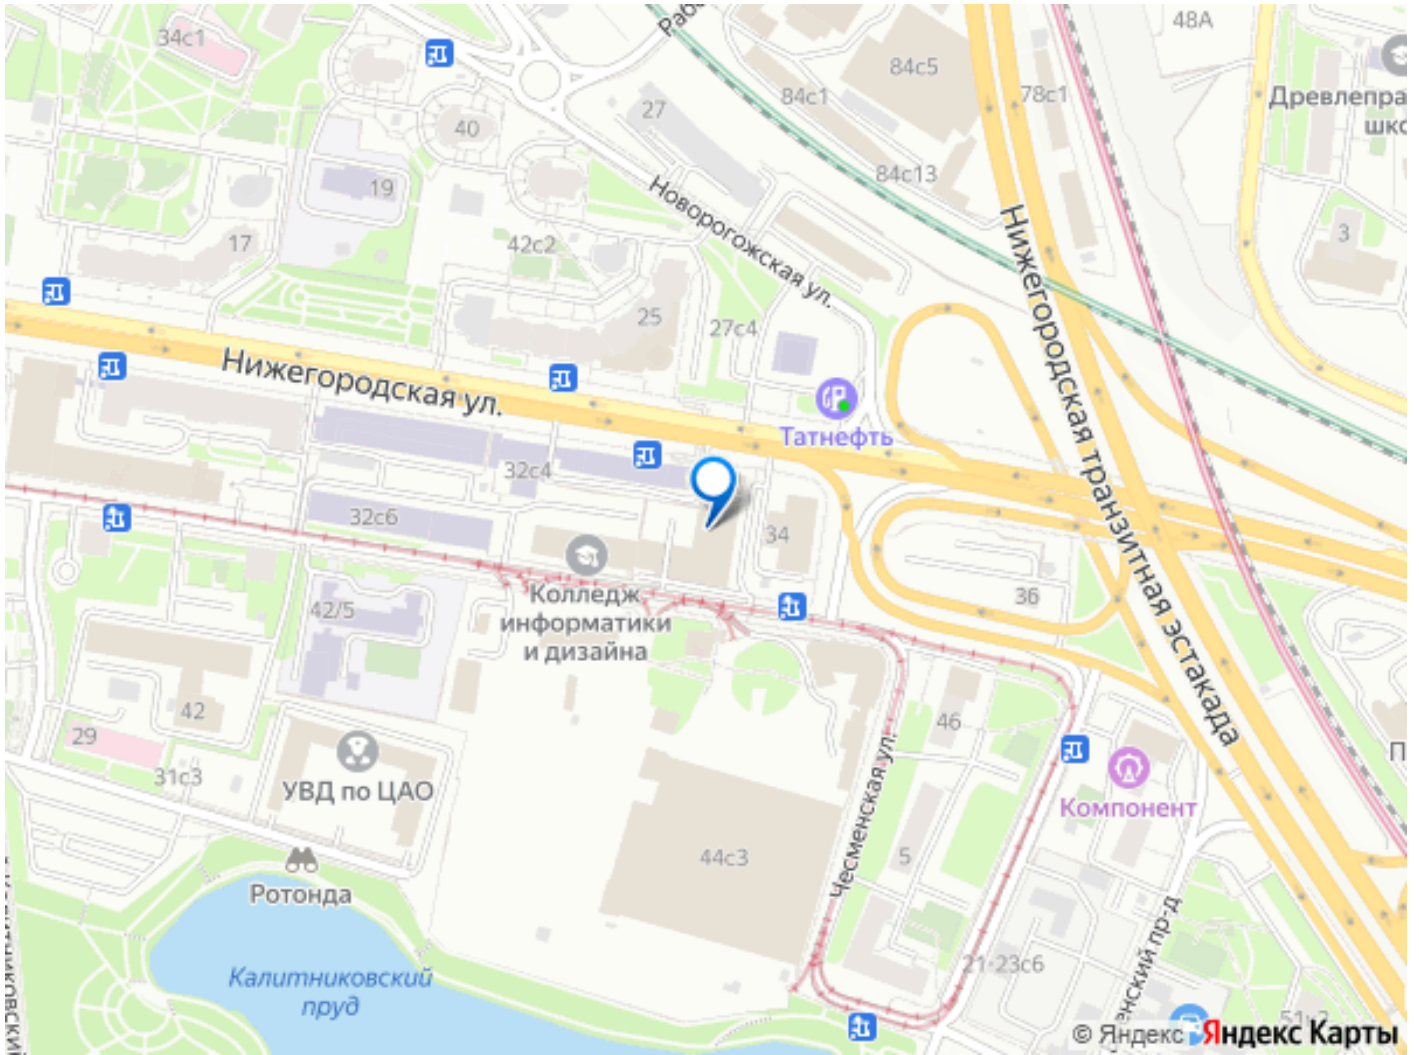 34с1
48А
84с5
84с1
78с1
27
40
Древлепра
шко
84с13
19
Новорогожская ул.
Нижегородская транзитная эстакада
3
17
42с2
25
27с4
Нижегородская ул.
Татнефть
32с4
32с6
34
Колледж
информатики
и дизайна
42/5
36
42
46
29
31с3
УВД по ЦАО
Компонент
Чесменская ул.
44с3
5
Ротонда
Калитниковский
пруд
21-23с6
енский пр-д
© Яндекс
Яндекс Карты